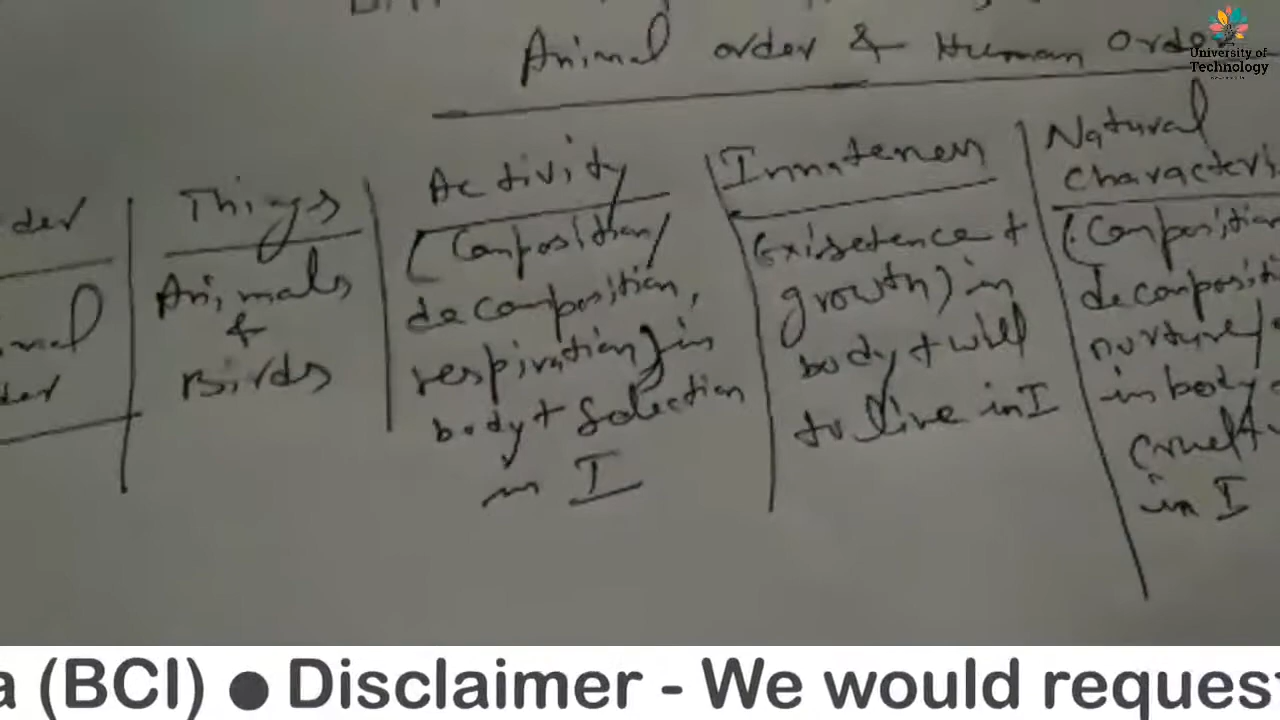 Animal order & Human Order
University of
Technology
der
Things
Activity
Innateness
Natural
Characteris
Animals
&
Birds
(Composition/
decomposition,
respiration) in
body + Selection
in I
(Exisetence +
growth) in
body + will
to live in I
(Composition
decompositi
nurture/
in body
cruelty
in I
a (BCI) ● Disclaimer - We would request